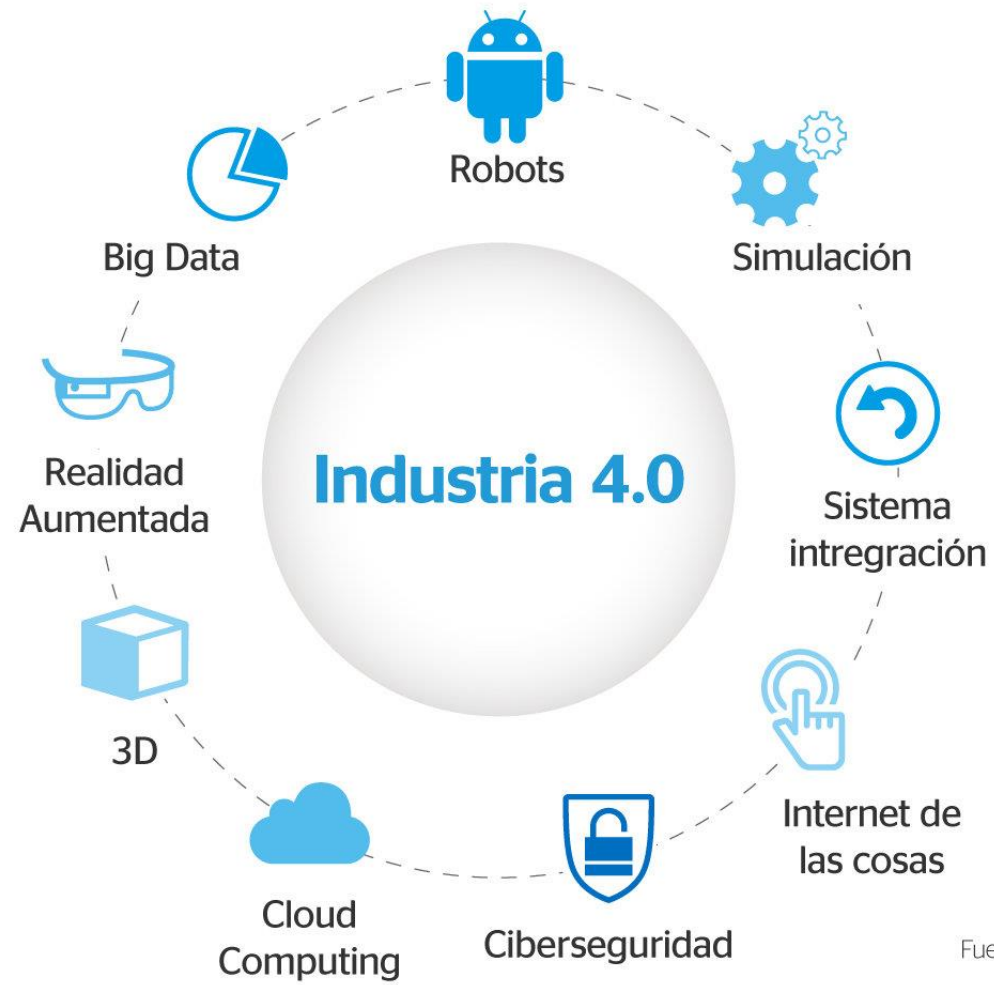 Robots
Big Data
Simulación
Industria 4.0
Realidad
Aumentada
Sistema
intregración
3D
Internet de
las cosas
Cloud
Computing
Ciberseguridad